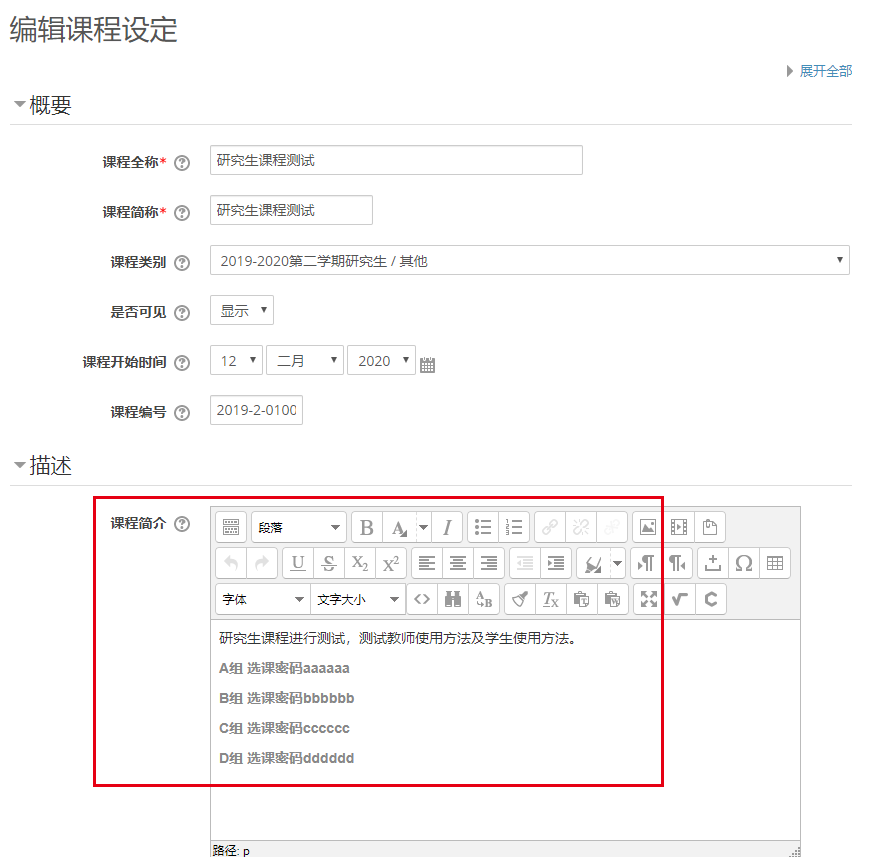 编辑课程设定
展开全部
概要
课程全称*
研究生课程测试
课程简称*
研究生课程测试
课程类别
2019-2020第二学期研究生 / 其他
是否可见
显示
课程开始时间
12 二月 2020
课程编号
2019-2-0100
描述
课程简介
段落 B A I
U S X₂ X²
字体 文字大小
研究生课程进行测试，测试教师使用方法及学生使用方法。
A组 选课密码aaaaaa
B组 选课密码bbbbbb
C组 选课密码cccccc
D组 选课密码dddddd
路径: p